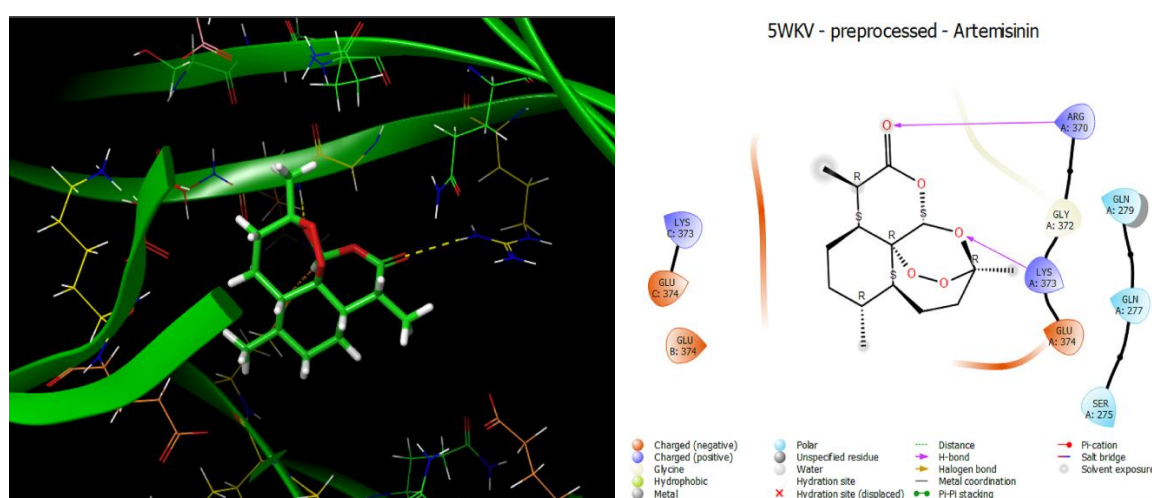 5WKV - preprocessed - Artemisinin
O
ARG
A: 370
R
O
S
S
GLN
A: 279
GLY
A: 372
LYS
C: 373
O
R
R
LYS
A: 373
O
O
S
GLU
C: 374
R
GLN
A: 277
GLU
B: 374
GLU
A: 374
SER
A: 275
Charged (negative)
Charged (positive)
Glycine
Hydrophobic
Metal
Polar
Unspecified residue
Water
Hydration site
Hydration site (displaced)
Distance
H-bond
Halogen bond
Metal coordination
Pi-Pi stacking
Pi-cation
Salt bridge
Solvent exposure